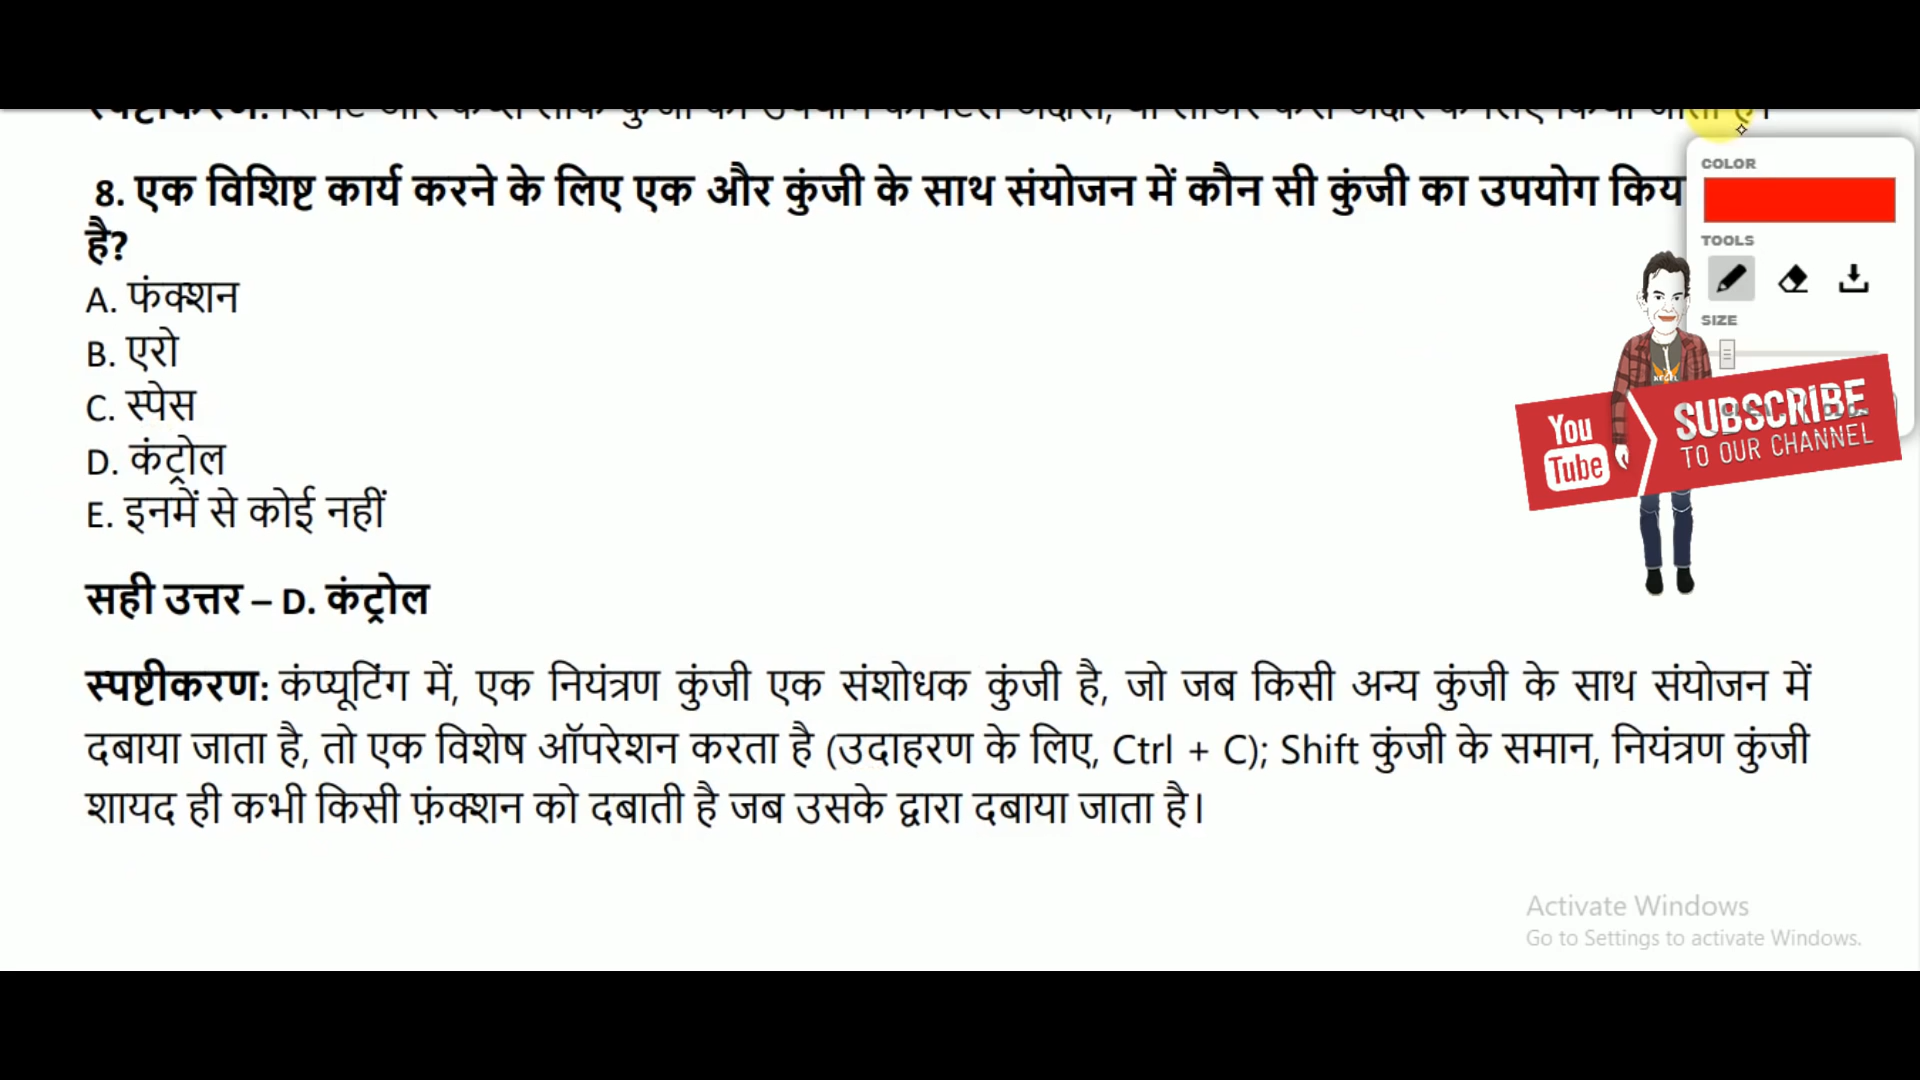 8. एक विशिष्ट कार्य करने के लिए एक और कुंजी के साथ संयोजन में कौन सी कुंजी का उपयोग किय
है?
A. फंक्शन
B. एरो
C. स्पेस
D. कंट्रोल
E. इनमें से कोई नहीं
सही उत्तर – D. कंट्रोल
स्पष्टीकरण: कंप्यूटिंग में, एक नियंत्रण कुंजी एक संशोधक कुंजी है, जो जब किसी अन्य कुंजी के साथ संयोजन में
दबाया जाता है, तो एक विशेष ऑपरेशन करता है (उदाहरण के लिए, Ctrl + C); Shift कुंजी के समान, नियंत्रण कुंजी
शायद ही कभी किसी फ़ंक्शन को दबाती है जब उसके द्वारा दबाया जाता है।
COLOR
TOOLS
SIZE
KEGEL
You Tube
SUBSCRIBE
TO OUR CHANNEL
Activate Windows
Go to Settings to activate Windows.